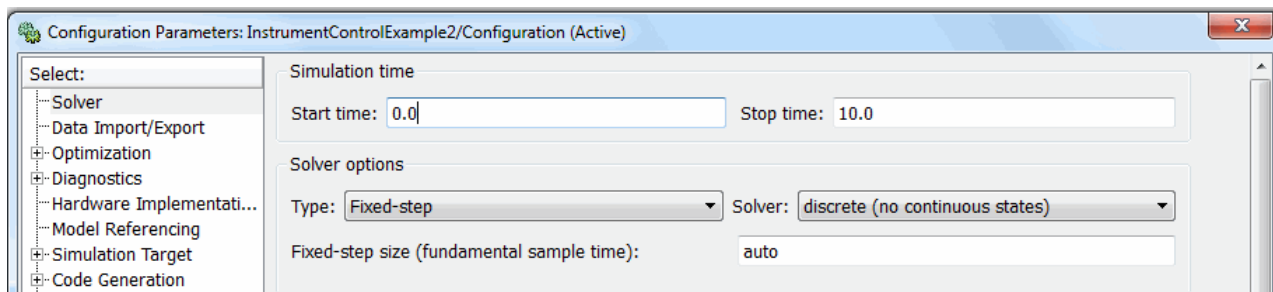 Configuration Parameters: InstrumentControlExample2/Configuration (Active)
Select:
Solver
Data Import/Export
Optimization
Diagnostics
Hardware Implementati...
Model Referencing
Simulation Target
Code Generation
Simulation time
Start time: 0.0 Stop time: 10.0
Solver options
Type: Fixed-step Solver: discrete (no continuous states)
Fixed-step size (fundamental sample time): auto